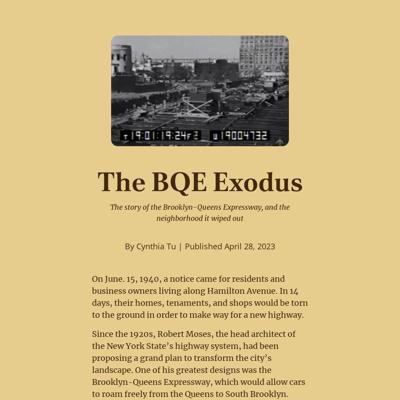 19:01:19:24F2 19004732
The BQE Exodus
The story of the Brooklyn-Queens Expressway, and the
neighborhood it wiped out
By Cynthia Tu | Published April 28, 2023
On June. 15, 1940, a notice came for residents and
business owners living along Hamilton Avenue. In 14
days, their homes, tenaments, and shops would be torn
to the ground in order to make way for a new highway.
Since the 1920s, Robert Moses, the head architect of
the New York State’s highway system, had been
proposing a grand plan to transform the city’s
landscape. One of his greatest designs was the
Brooklyn-Queens Expressway, which would allow cars
to roam freely from the Queens to South Brooklyn.